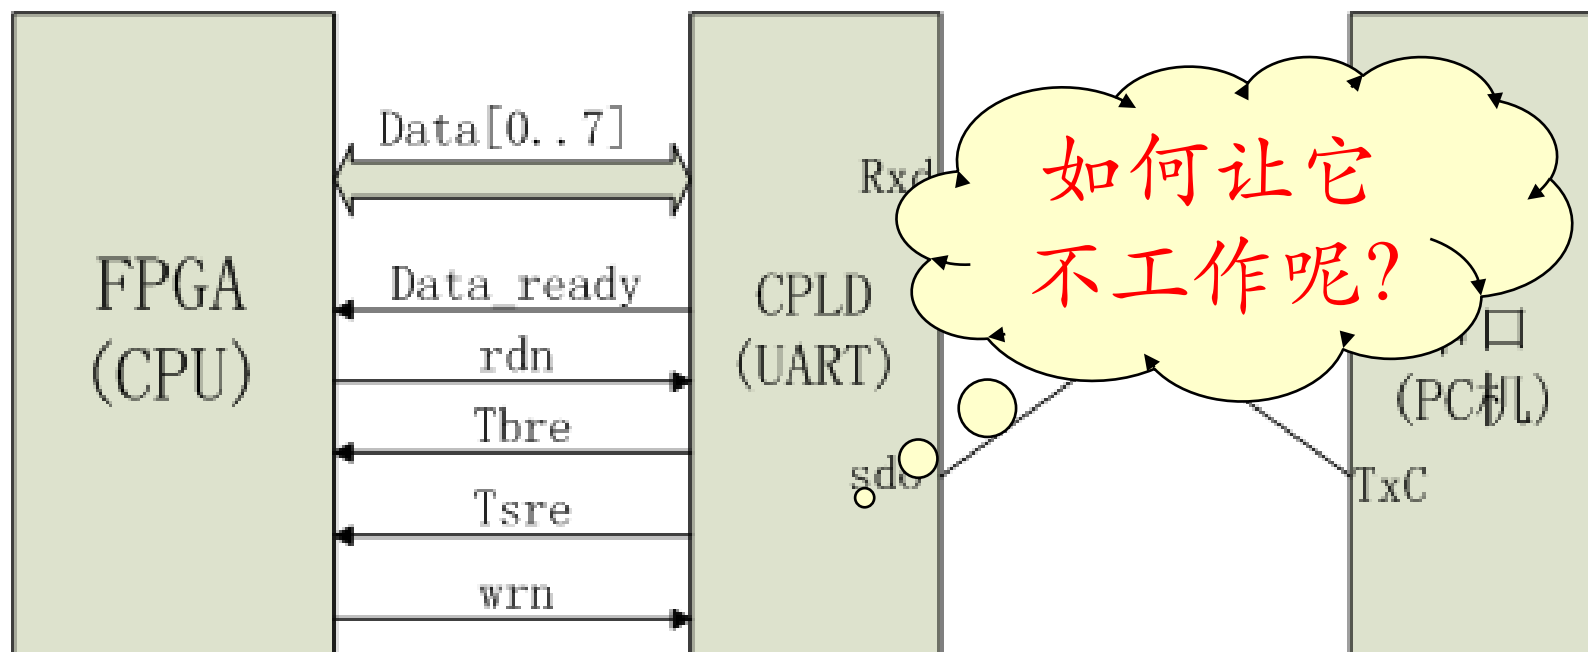 Data[0..7]
Rxd
如何让它
不工作呢?
FPGA
(CPU)
Data_ready
CPLD
(UART)
rdn
口
(PC机)
Tbre
sdo
TxC
Tsre
wrn